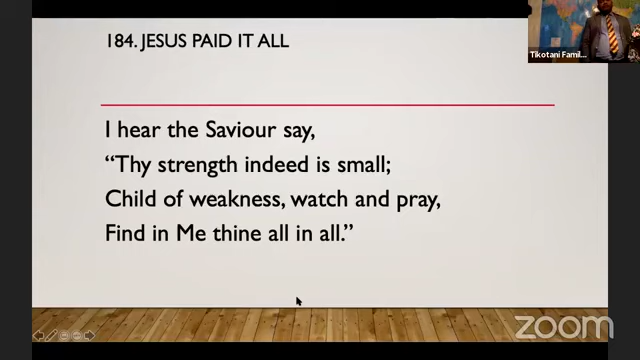 184. JESUS PAID IT ALL
Tikotani Famil...
I hear the Saviour say,
“Thy strength indeed is small;
Child of weakness, watch and pray,
Find in Me thine all in all.”
zoom